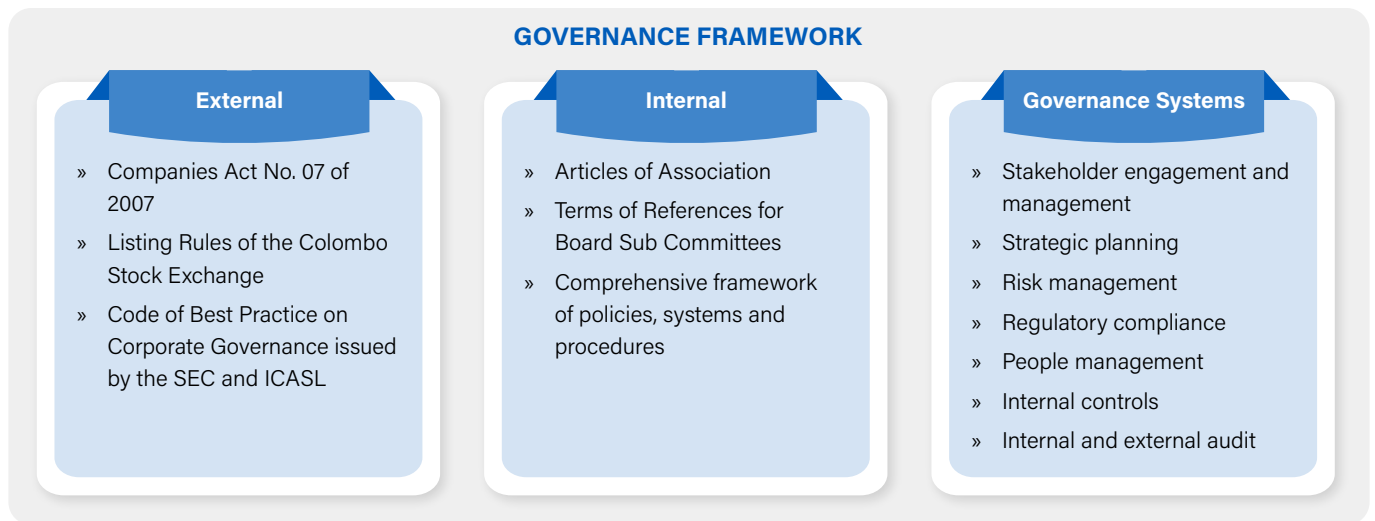 GOVERNANCE FRAMEWORK
External
» Companies Act No. 07 of
2007
» Listing Rules of the Colombo
Stock Exchange
» Code of Best Practice on
Corporate Governance issued
by the SEC and ICASL
Internal
» Articles of Association
» Terms of References for
Board Sub Committees
» Comprehensive framework
of policies, systems and
procedures
Governance Systems
» Stakeholder engagement and
management
» Strategic planning
» Risk management
» Regulatory compliance
» People management
» Internal controls
» Internal and external audit